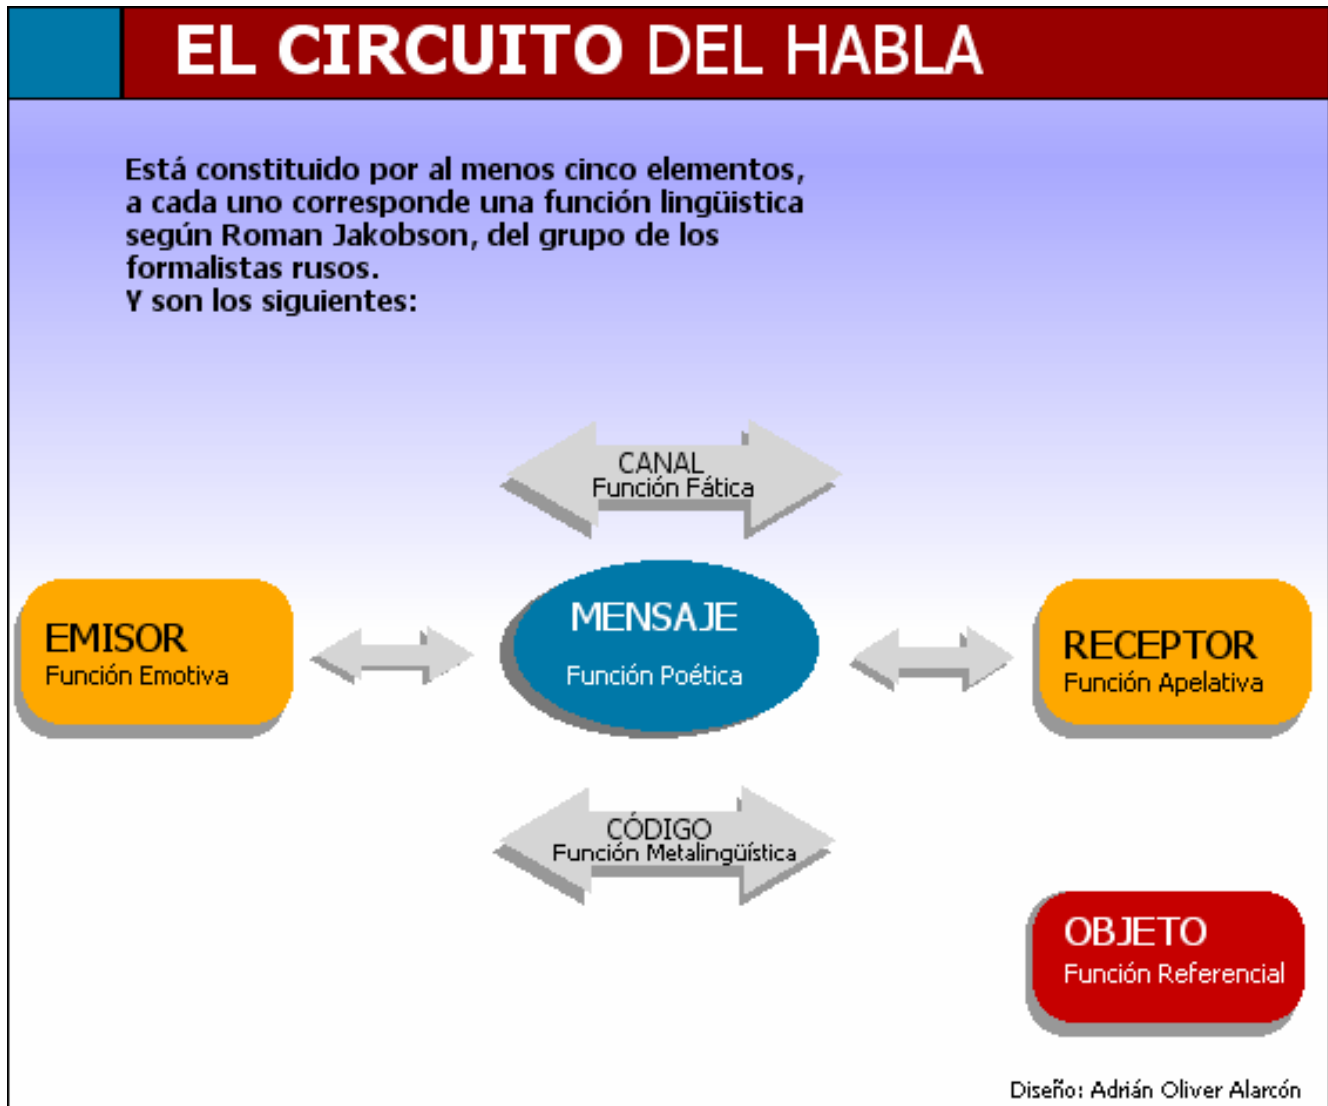 EL CIRCUITO DEL HABLA
Está constituido por al menos cinco elementos,
a cada uno corresponde una función lingüistica
según Roman Jakobson, del grupo de los
formalistas rusos.
Y son los siguientes:
CANAL
Función Fática
EMISOR
Función Emotiva
MENSAJE
Función Poética
RECEPTOR
Función Apelativa
CÓDIGO
Función Metalingüística
OBJETO
Función Referencial
Diseño: Adrián Oliver Alarcón